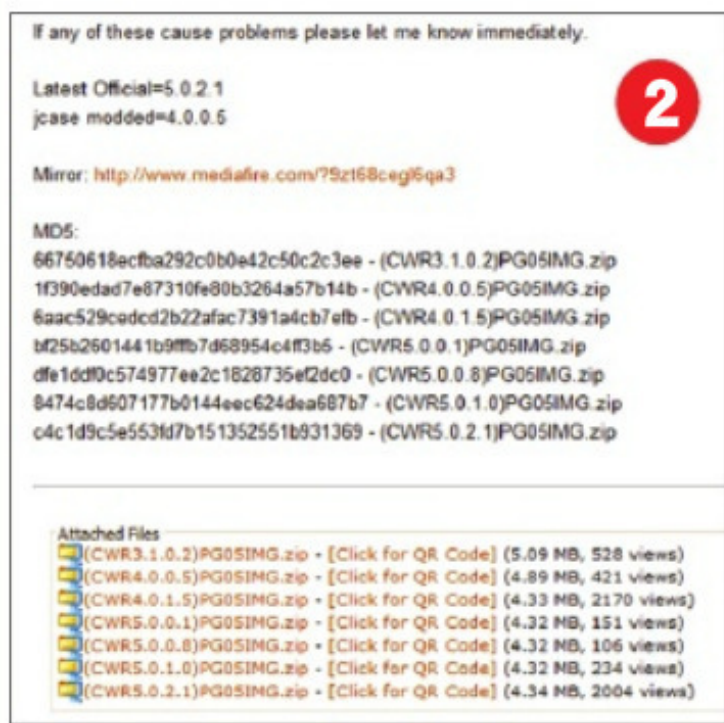 If any of these cause problems please let me know immediately.
Latest Official=5.0.2.1
jcase modded=4.0.0.5
2
Mirror: http://www.mediafire.com/?9zt68cegl6qa3
MD5:
66750618ecfba292c0b0e42c50c2c3ee - (CWR3.1.0.2)PG05IMG.zip
1f390edad7e87310fe80b3264a57b14b - (CWR4.0.0.5)PG05IMG.zip
6aac529cedcd2b22afac7391a4cb7efb - (CWR4.0.1.5)PG05IMG.zip
bf25b2601441b9fffb7d68954c4ff3b5 - (CWR5.0.0.1)PG05IMG.zip
dfe1ddf0c574977ee2c1828735ef2dc0 - (CWR5.0.0.8)PG05IMG.zip
8474c8d607177b0144eec624dea687b7 - (CWR5.0.1.0)PG05IMG.zip
c4c1d9c5e553fd7b151352551b931369 - (CWR5.0.2.1)PG05IMG.zip
Attached Files
(CWR3.1.0.2)PG05IMG.zip - [Click for QR Code] (5.09 MB, 528 views)
(CWR4.0.0.5)PG05IMG.zip - [Click for QR Code] (4.89 MB, 421 views)
(CWR4.0.1.5)PG05IMG.zip - [Click for QR Code] (4.33 MB, 2170 views)
(CWR5.0.0.1)PG05IMG.zip - [Click for QR Code] (4.32 MB, 151 views)
(CWR5.0.0.8)PG05IMG.zip - [Click for QR Code] (4.32 MB, 106 views)
(CWR5.0.1.0)PG05IMG.zip - [Click for QR Code] (4.32 MB, 234 views)
(CWR5.0.2.1)PG05IMG.zip - [Click for QR Code] (4.34 MB, 2004 views)